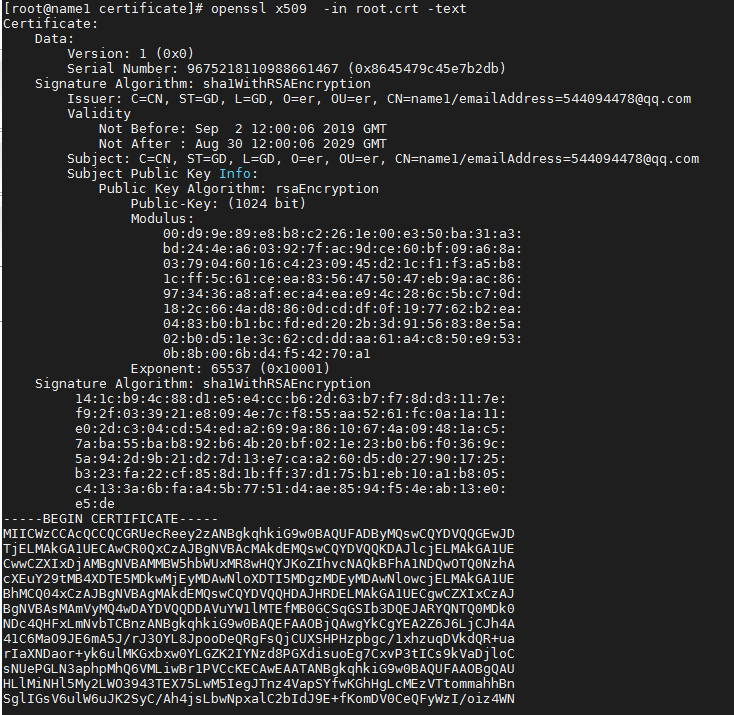 [root@name1 certificate]# openssl x509  -in root.crt -text
Certificate:
    Data:
        Version: 1 (0x0)
        Serial Number: 9675218110988661467 (0x8645479c45e7b2db)
    Signature Algorithm: sha1WithRSAEncryption
        Issuer: C=CN, ST=GD, L=GD, O=er, OU=er, CN=name1/emailAddress=544094478@qq.com
        Validity
            Not Before: Sep  2 12:00:06 2019 GMT
            Not After : Aug 30 12:00:06 2029 GMT
        Subject: C=CN, ST=GD, L=GD, O=er, OU=er, CN=name1/emailAddress=544094478@qq.com
        Subject Public Key Info:
            Public Key Algorithm: rsaEncryption
                Public-Key: (1024 bit)
                Modulus:
                    00:d9:9e:89:e8:b8:c2:26:1e:00:e3:50:ba:31:a3:
                    bd:24:4e:a6:03:92:7f:ac:9d:ce:60:bf:09:a6:8a:
                    03:79:04:60:16:c4:23:09:45:d2:1c:f1:f3:a5:b8:
                    1c:ff:5c:61:ce:ea:83:56:47:50:47:eb:9a:ac:86:
                    97:34:36:a8:af:ec:a4:ea:e9:4c:28:6c:5b:c7:0d:
                    18:2c:66:4a:d8:86:0d:cd:df:0f:19:77:62:b2:ea:
                    04:83:b0:b1:bc:fd:ed:20:2b:3d:91:56:83:8e:5a:
                    02:b0:d5:1e:3c:62:cd:dd:aa:61:a4:c8:50:e9:53:
                    0b:8b:00:6b:d4:f5:42:70:a1
                Exponent: 65537 (0x10001)
    Signature Algorithm: sha1WithRSAEncryption
         14:1c:b9:4c:88:d1:e5:e4:cc:b6:2d:63:b7:f7:8d:d3:11:7e:
         f9:2f:03:39:21:e8:09:4e:7c:f8:55:aa:52:61:fc:0a:1a:11:
         e0:2d:c3:04:cd:54:ed:a2:69:9a:86:10:67:4a:09:48:1a:c5:
         7a:ba:55:ba:b8:92:b6:4b:20:bf:02:1e:23:b0:b6:f0:36:9c:
         5a:94:2d:9b:21:d2:7d:13:e7:ca:a2:60:d5:d0:27:90:17:25:
         b3:23:fa:22:cf:85:8d:1b:ff:37:d1:75:b1:eb:10:a1:b8:05:
         c4:13:3a:6b:fa:a4:5b:77:51:d4:ae:85:94:f5:4e:ab:13:e0:
         e5:de
-----BEGIN CERTIFICATE-----
MIICWzCCAcQCCQCGRUecReey2zANBgkqhkiG9w0BAQUFADByMQswCQYDVQQGEwJD
TjELMAkGA1UECAwCR0QxCzAJBgNVBAcMAkdEMQswCQYDVQQKDAJlcjELMAkGA1UE
CwwCZXIxDjAMBgNVBAMMBW5hbWUxMR8wHQYJKoZIhvcNAQkBFhA1NDQwOTQ0NzhA
cXEuY29tMB4XDTE5MDkwMjEyMDAwNloXDTI5MDgzMDEyMDAwNlowcjELMAkGA1UE
BhMCQ04xCzAJBgNVBAgMAkdEMQswCQYDVQQHDAJHRDELMAkGA1UECgwCZXIxCzAJ
BgNVBAsMAmVyMQ4wDAYDVQQDDAVuYW1lMTEfMB0GCSqGSIb3DQEJARYQNTQ0MDk0
NDc4QHFxLmNvbTCBnzANBgkqhkiG9w0BAQEFAAOBjQAwgYkCgYEA2Z6J6LjCJh4A
41C6MaO9JE6mA5J/rJ3OYL8JpooDeQRgFsQjCUXSHPHzpbgc/1xhzuqDVkdQR+ua
rIaXNDaor+yk6ulMKGxbxw0YLGZK2IYNzd8PGXdisuoEg7CxvP3tICs9kVaDjloC
sNUePGLN3aphpMhQ6VMLiwBr1PVCcKECAwEAATANBgkqhkiG9w0BAQUFAAOBgQAU
HLlMiNHl5My2LWO3943TEX75LwM5IegJTnz4VapSYfwKGhHgLcMEzVTtommahhBn
SglIGsV6ulW6uJK2SyC/Ah4jsLbwNpxalC2bIdJ9E+fKomDV0CeQFyWzI/oiz4WN